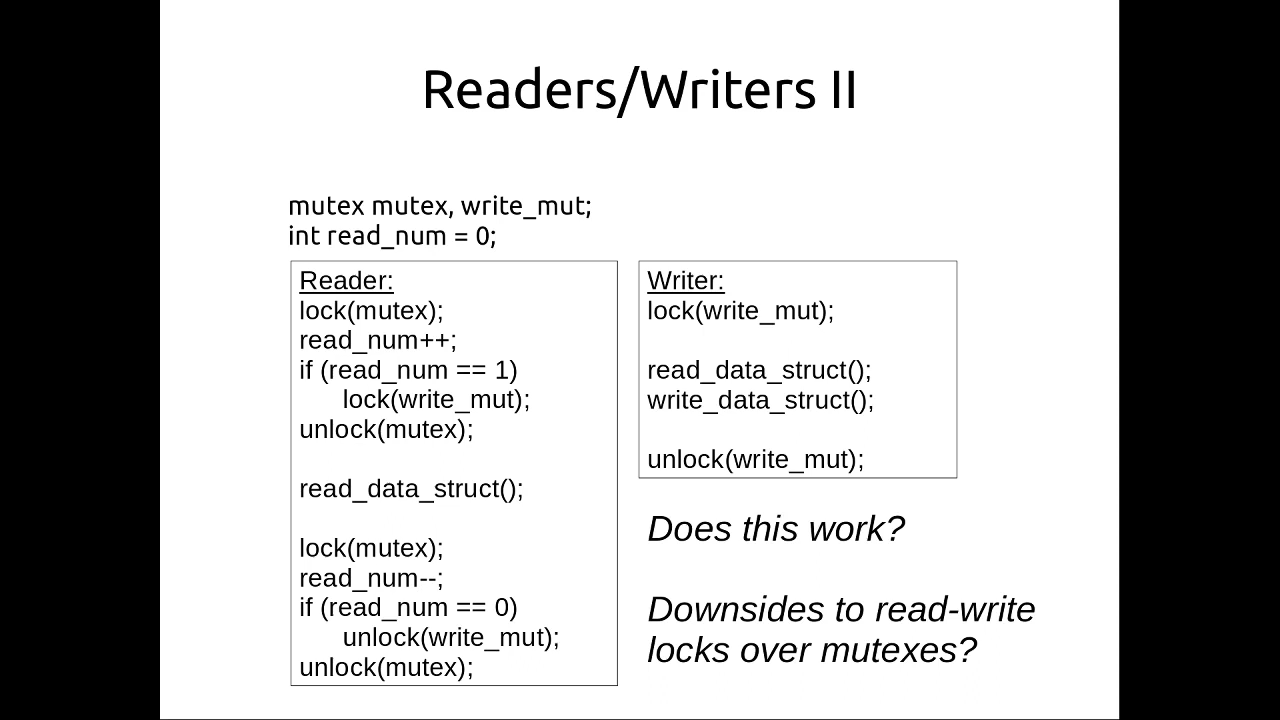 Readers/Writers II
mutex mutex, write_mut;
int read_num = 0;
Reader:
lock(mutex);
read_num++;
if (read_num == 1)
lock(write_mut);
unlock(mutex);
read_data_struct();
lock(mutex);
read_num--;
if (read_num == 0)
unlock(write_mut);
unlock(mutex);
Writer:
lock(write_mut);
read_data_struct();
write_data_struct();
unlock(write_mut);
Does this work?
Downsides to read-write
locks over mutexes?